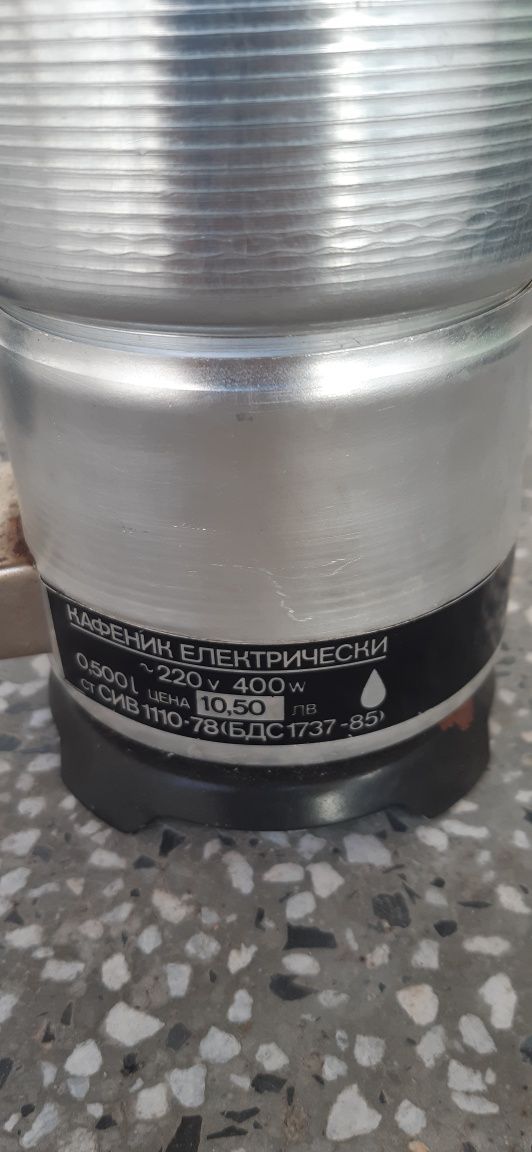 КАФЕНИК ЕЛЕКТРИЧЕСКИ
0,500 l ~220 v 400 w
ЦЕНА 10,50 ЛВ
ст СИВ 1110-78 (БДС 1737-85)